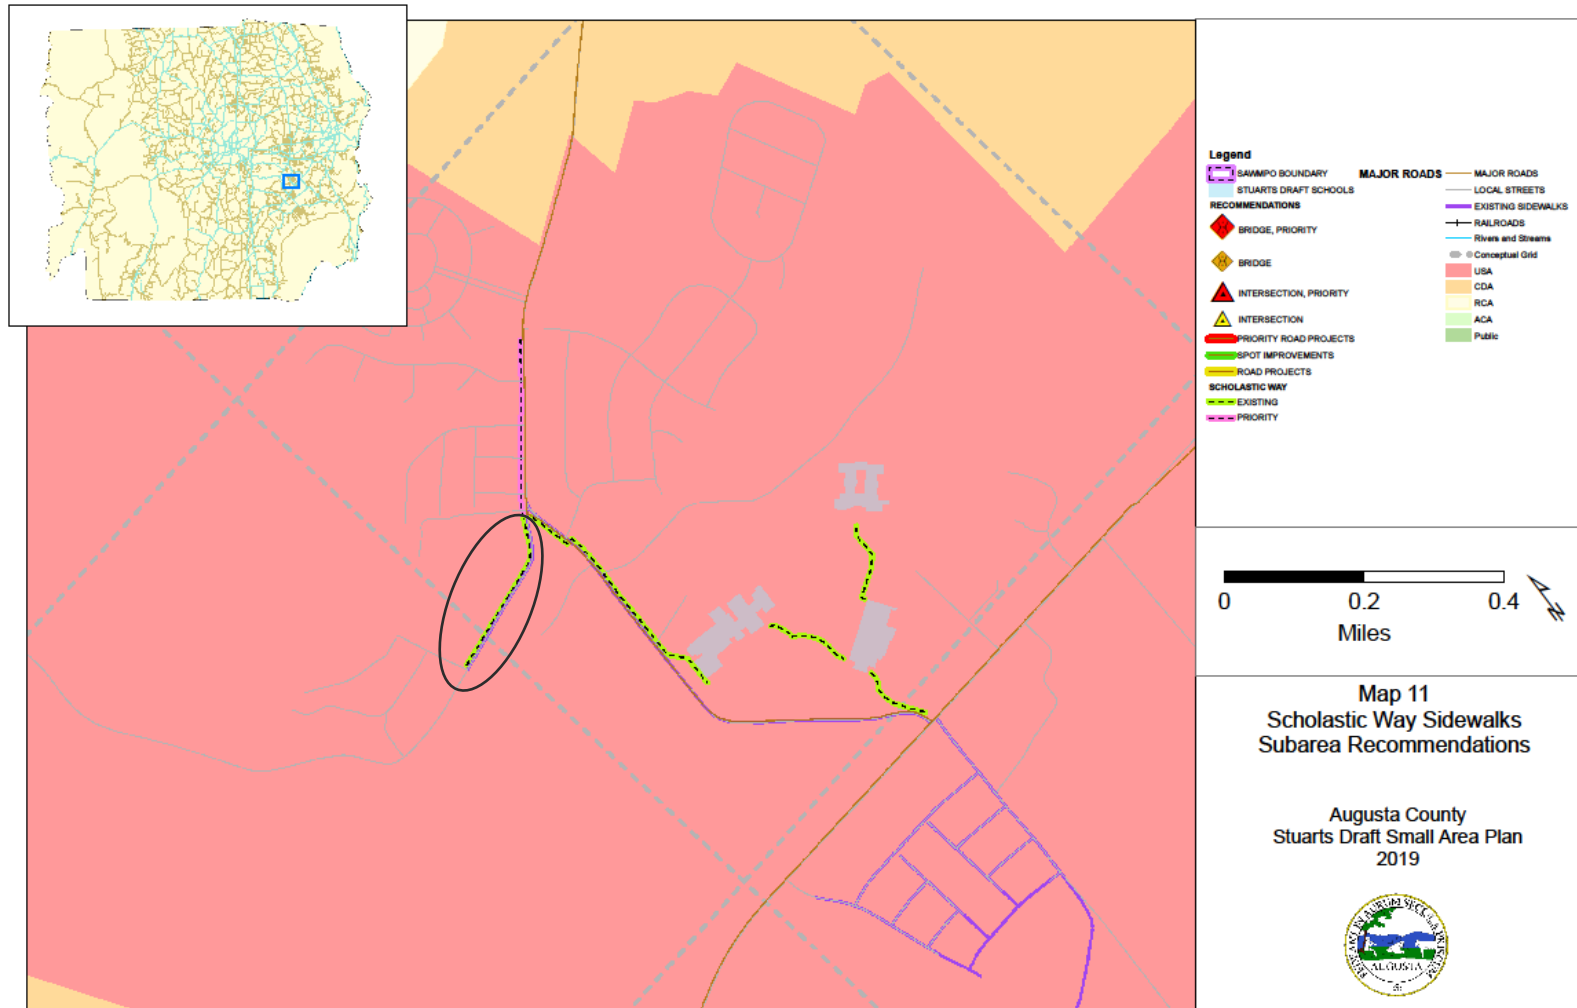 Legend
SAWMPO BOUNDARY
STUARTS DRAFT SCHOOLS
RECOMMENDATIONS
BRIDGE, PRIORITY
BRIDGE
INTERSECTION, PRIORITY
INTERSECTION
PRIORITY ROAD PROJECTS
SPOT IMPROVEMENTS
ROAD PROJECTS
SCHOLASTIC WAY
EXISTING
PRIORITY
MAJOR ROADS
MAJOR ROADS
LOCAL STREETS
EXISTING SIDEWALKS
RAILROADS
Rivers and Streams
Conceptual Grid
USA
CDA
RCA
ACA
Public
0 0.2 0.4
Miles
N
Map 11
Scholastic Way Sidewalks
Subarea Recommendations
Augusta County
Stuarts Draft Small Area Plan
2019
AUGUSTA